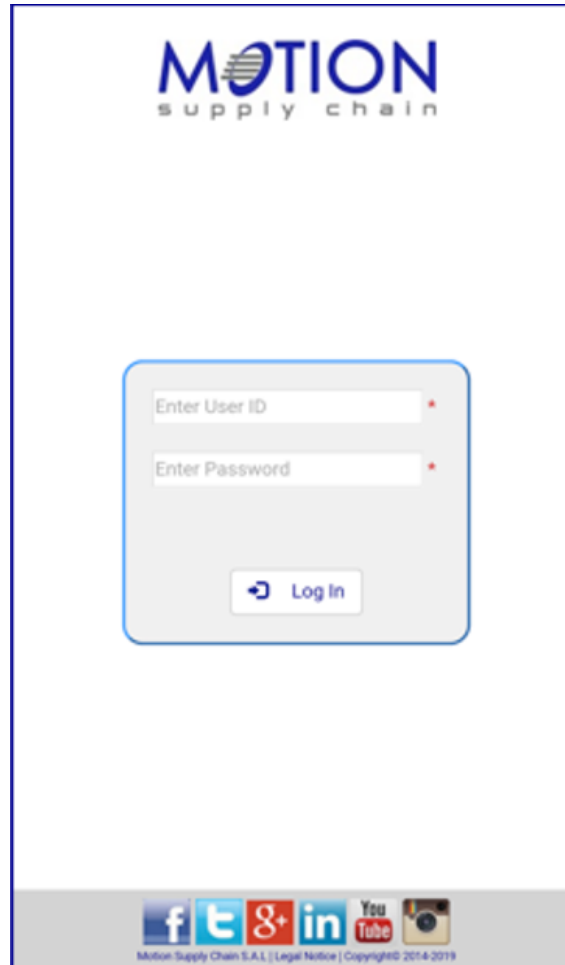 MOTION
supply chain
Enter User ID *
Enter Password *
Log In
f t g+ in You Tube
Motion Supply Chain S.A.L | Legal Notice | Copyright© 2014-2019